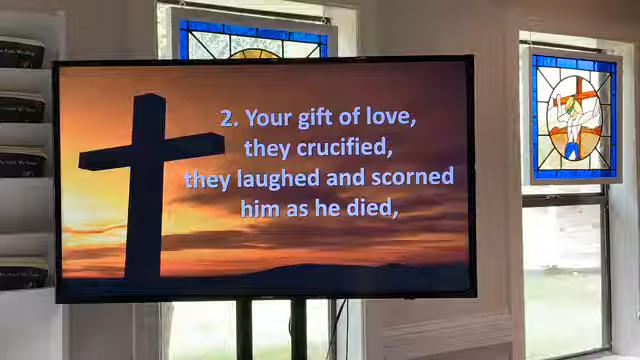 2. Your gift of love,
they crucified,
they laughed and scorned
him as he died,